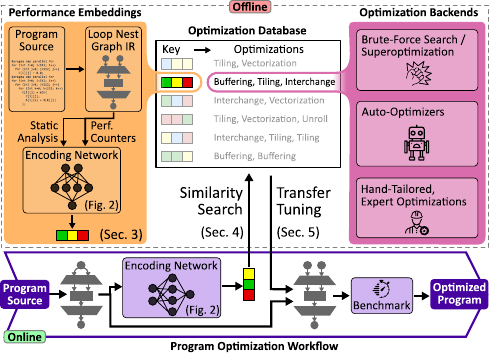 Offline
Performance Embeddings
Program
Source
Loop Nest
Graph IR
Static
Analysis
Perf.
Counters
Encoding Network
(Fig. 2)
(Sec. 3)
Optimization Database
Key
Optimizations
Tiling, Vectorization
Buffering, Tiling, Interchange
Interchange, Vectorization
Tiling, Vectorization, Unroll
Interchange, Tiling, Tiling
Buffering, Buffering
Optimization Backends
Brute-Force Search /
Superoptimization
Auto-Optimizers
Hand-Tailored,
Expert Optimizations
Similarity
Search
(Sec. 4)
Transfer
Tuning
(Sec. 5)
Program
Source
Encoding Network
(Fig. 2)
Benchmark
Optimized
Program
Online
Program Optimization Workflow